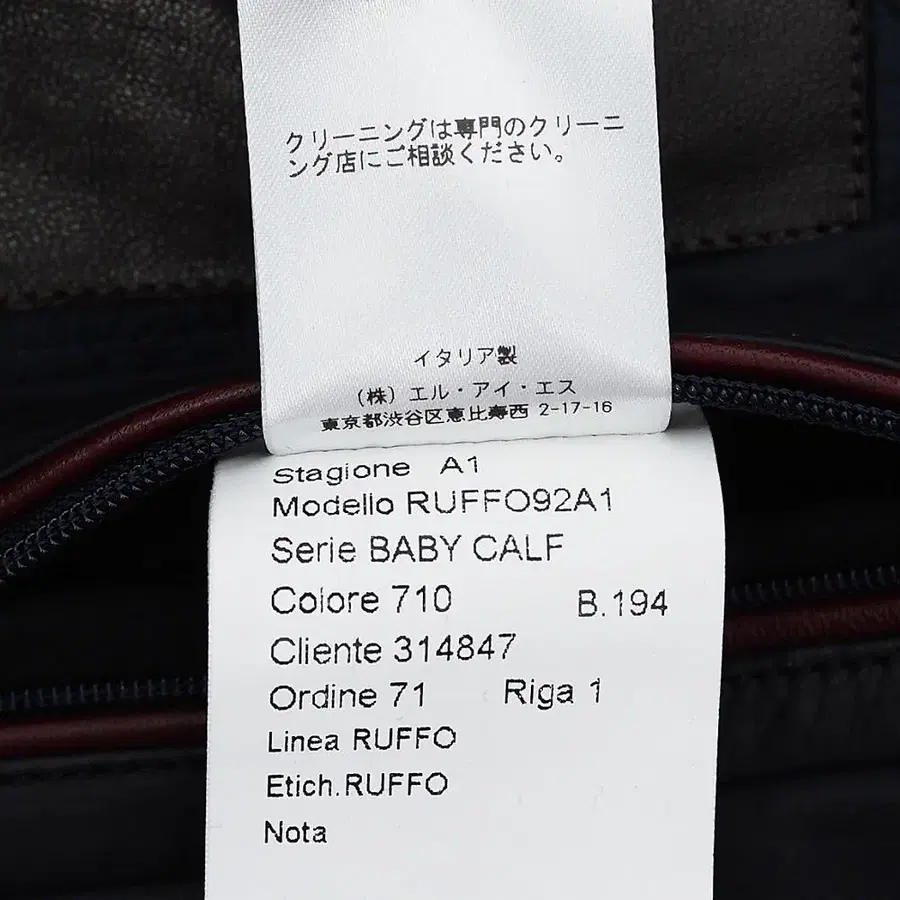 クリーニングは専門のクリーニ
ング店にご相談ください。
イタリア製
(株) エル・アイ・エス
東京都渋谷区恵比寿西 2-17-16
Stagione A1
Modello RUFFO92A1
Serie BABY CALF
Colore 710 B.194
Cliente 314847
Ordine 71 Riga 1
Linea RUFFO
Etich.RUFFO
Nota